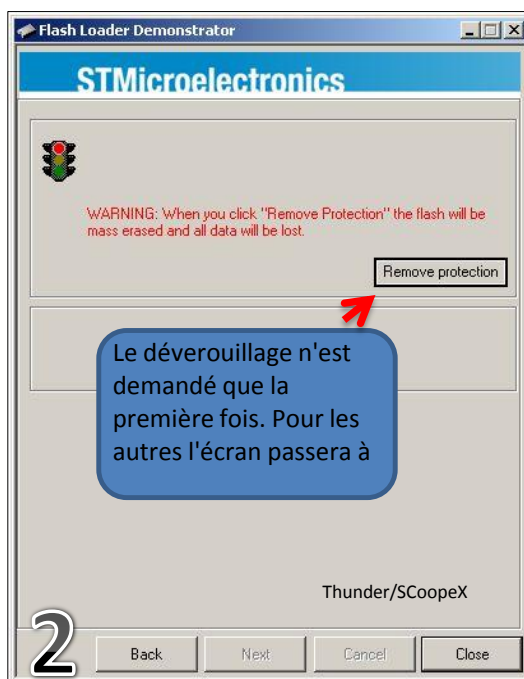 Flash Loader Demonstrator
STMicroelectronics
WARNING: When you click "Remove Protection" the flash will be
mass erased and all data will be lost.
Remove protection
Le déverouillage n'est
demandé que la
première fois. Pour les
autres l'écran passera à
Thunder/SCoopeX
2
Back
Next
Cancel
Close